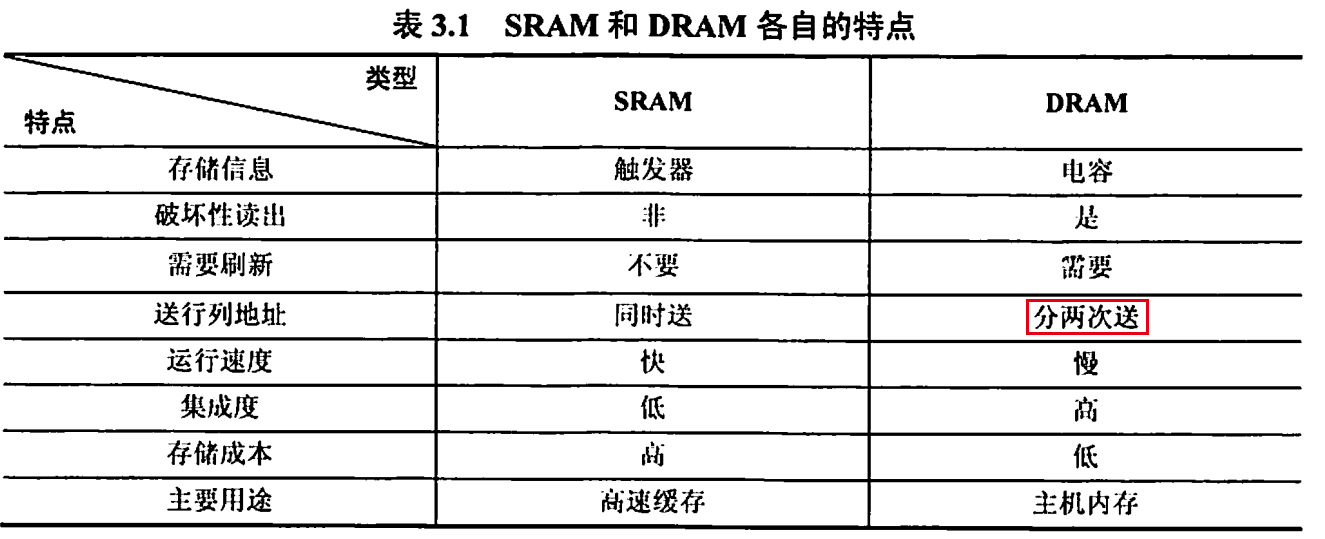 表 3.1 SRAM 和 DRAM 各自的特点
类型
特点
SRAM
DRAM
存储信息 触发器 电容
破坏性读出 非 是
需要刷新 不要 需要
送行列地址 同时送 分两次送
运行速度 快 慢
集成度 低 高
存储成本 高 低
主要用途 高速缓存 主机内存